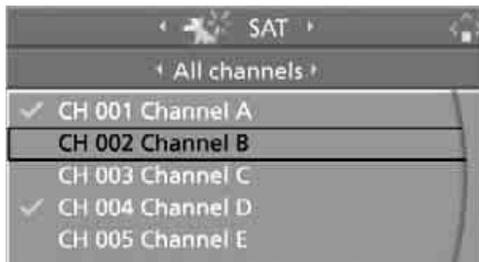 SAT
All channels
CH 001 Channel A
CH 002 Channel B
CH 003 Channel C
CH 004 Channel D
CH 005 Channel E